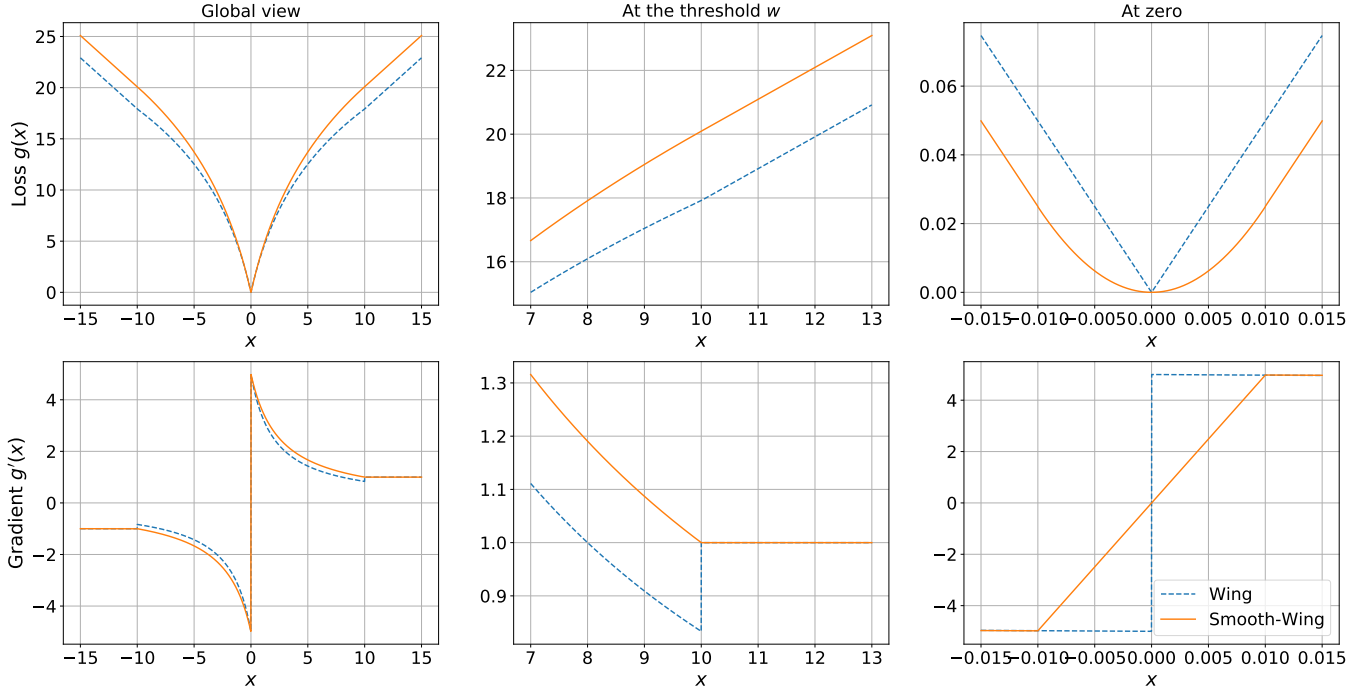 Global view
At the threshold w
At zero
Loss g(x)
25
20
15
10
5
0
−15 −10 −5 0 5 10 15
x
22
20
18
16
7 8 9 10 11 12 13
x
0.06
0.04
0.02
0.00
−0.015 −0.010 −0.005 0.000 0.005 0.010 0.015
x
Gradient g′(x)
4
2
0
−2
−4
−15 −10 −5 0 5 10 15
x
1.3
1.2
1.1
1.0
0.9
7 8 9 10 11 12 13
x
4
2
0
−2
−4
Wing
Smooth-Wing
−0.015 −0.010 −0.005 0.000 0.005 0.010 0.015
x